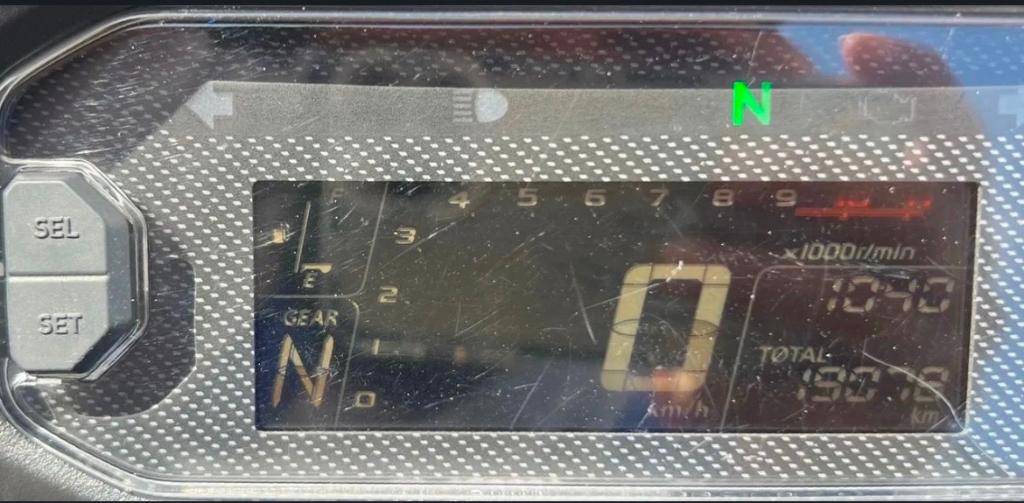 N
SEL
SET
F
E
GEAR
N
0
1
2
3
4
5
6
7
8
9
x1000r/min
0
km/h
1040
TOTAL
19078
km